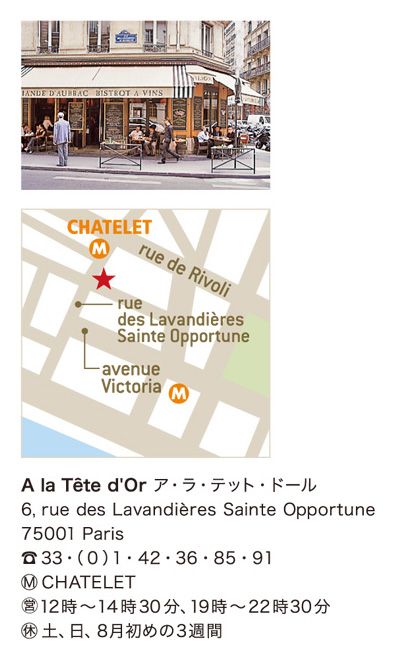 ANDE D'AUBRAC BISTROT A VINS
CHATELET
M
rue de Rivoli
rue
des Lavandières
Sainte Opportune
avenue
Victoria
M
A la Tête d'Or ア・ラ・テット・ドール
6, rue des Lavandières Sainte Opportune
75001 Paris
☎33・(0)1・42・36・85・91
Ⓜ CHATELET
㊡12時〜14時30分、19時〜22時30分
㊡土、日、8月初めの3週間